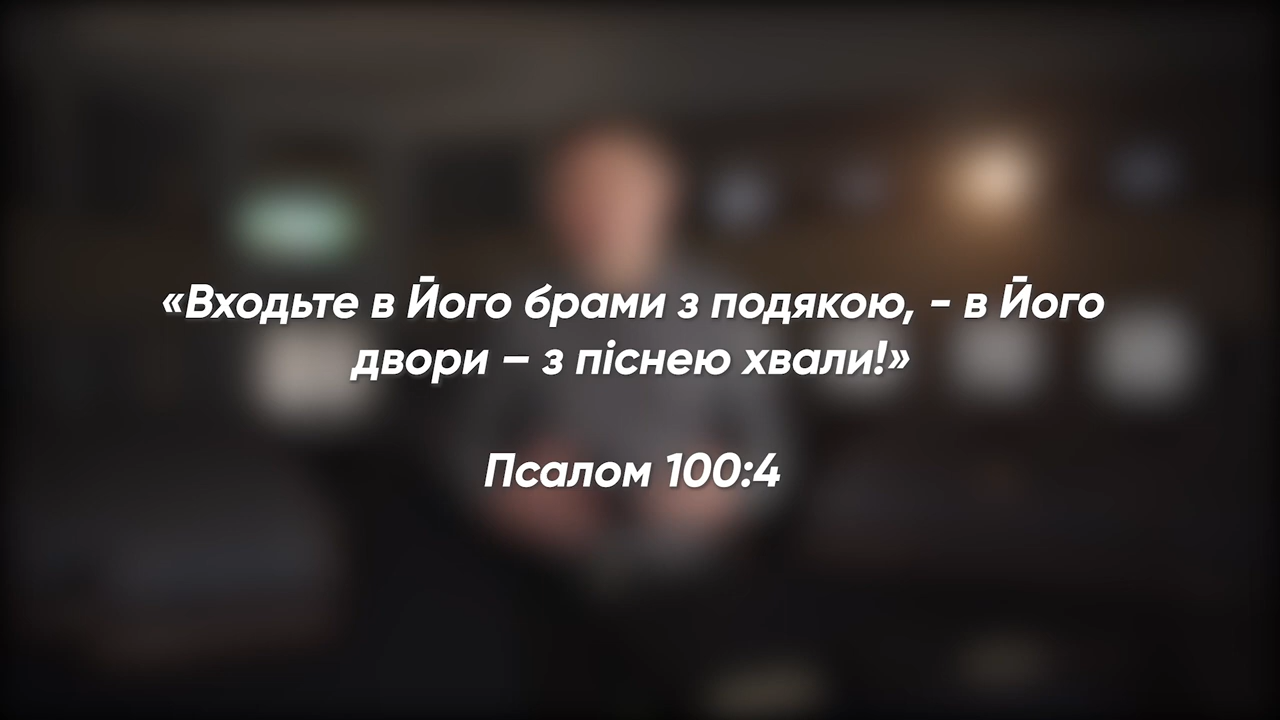 «Входьте в Його брами з подякою, - в Його
двори – з піснею хвали!»
Псалом 100:4